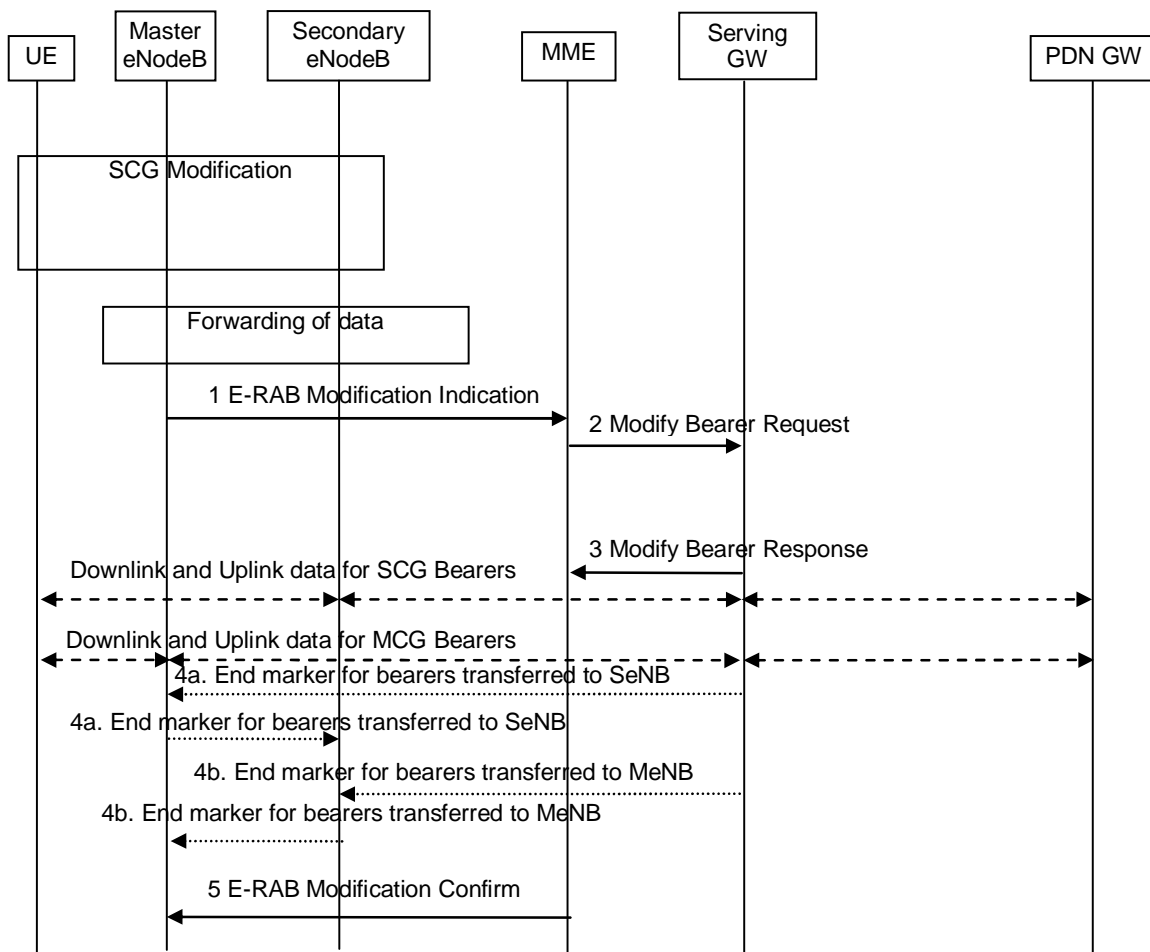 UE
Master
eNodeB
Secondary
eNodeB
MME
Serving
GW
PDN GW
SCG Modification
Forwarding of data
1 E-RAB Modification Indication
2 Modify Bearer Request
3 Modify Bearer Response
Downlink and Uplink data for SCG Bearers
Downlink and Uplink data for MCG Bearers
4a. End marker for bearers transferred to SeNB
4a. End marker for bearers transferred to SeNB
4b. End marker for bearers transferred to MeNB
4b. End marker for bearers transferred to MeNB
5 E-RAB Modification Confirm